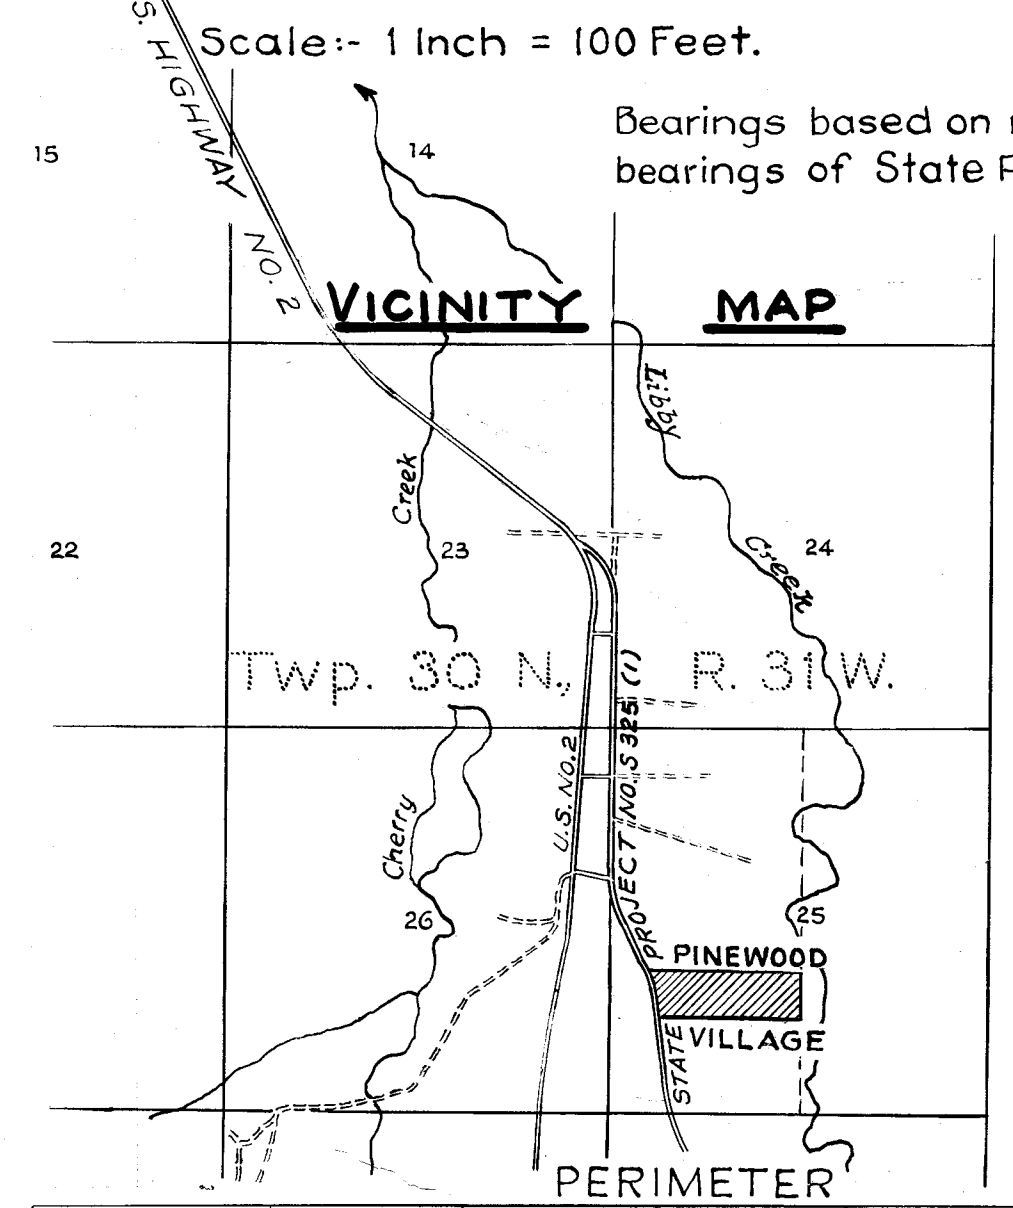 Scale:- 1 Inch = 100 Feet.
S. HIGHWAY NO. 2
Bearings based on
bearings of State
15
14
VICINITY MAP
Libby Creek
Creek
22
23
24
Twp. 30 N., R. 31 W.
U.S. NO. 2
STATE PROJECT NO. S 325 (1)
Cherry
26
25
PINEWOOD
VILLAGE
PERIMETER